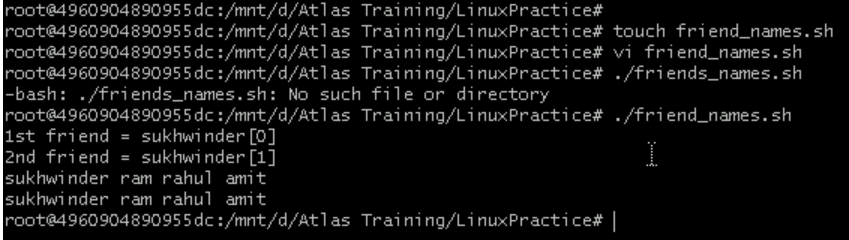 root@4960904890955dc:/mnt/d/Atlas Training/LinuxPractice#
root@4960904890955dc:/mnt/d/Atlas Training/LinuxPractice# touch friend_names.sh
root@4960904890955dc:/mnt/d/Atlas Training/LinuxPractice# vi friend_names.sh
root@4960904890955dc:/mnt/d/Atlas Training/LinuxPractice# ./friends_names.sh
-bash: ./friends_names.sh: No such file or directory
root@4960904890955dc:/mnt/d/Atlas Training/LinuxPractice# ./friend_names.sh
1st friend = sukhwinder[0]
2nd friend = sukhwinder[1]
sukhwinder ram rahul amit
sukhwinder ram rahul amit
root@4960904890955dc:/mnt/d/Atlas Training/LinuxPractice#